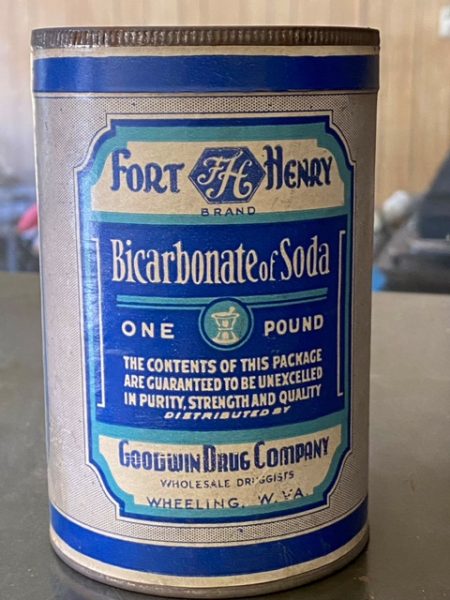 FORT FH HENRY
BRAND
Bicarbonate of Soda
ONE POUND
THE CONTENTS OF THIS PACKAGE
ARE GUARANTEED TO BE UNEXCELLED
IN PURITY, STRENGTH AND QUALITY
DISTRIBUTED BY
GOODWIN DRUG COMPANY
WHOLESALE DRUGGISTS
WHEELING, W. VA.